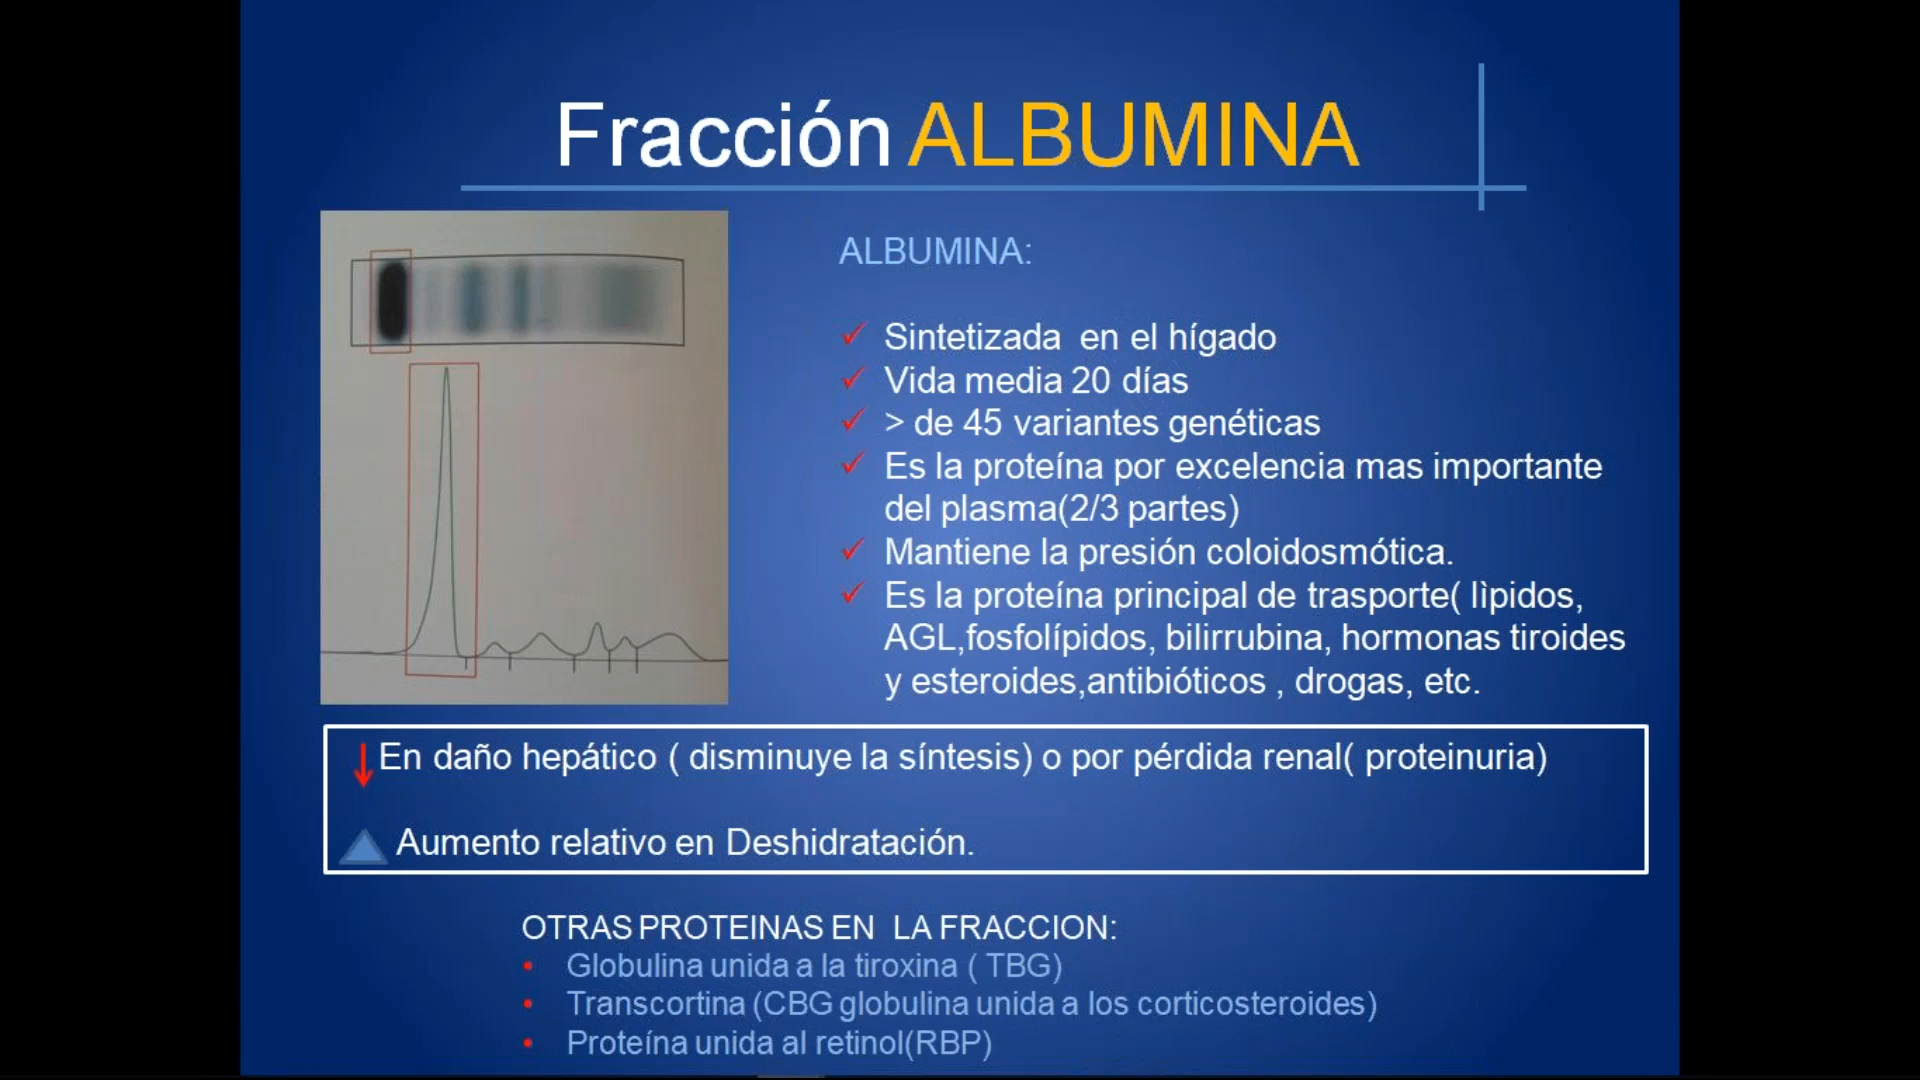 Fracción ALBUMINA
ALBUMINA:
Sintetizada en el hígado
Vida media 20 días
> de 45 variantes genéticas
Es la proteína por excelencia mas importante
del plasma(2/3 partes)
Mantiene la presión coloidosmótica.
Es la proteína principal de trasporte( lìpidos,
AGL,fosfolípidos, bilirrubina, hormonas tiroides
y esteroides,antibióticos , drogas, etc.
En daño hepático ( disminuye la síntesis) o por pérdida renal( proteinuria)
Aumento relativo en Deshidratación.
OTRAS PROTEINAS EN LA FRACCION:
• Globulina unida a la tiroxina ( TBG)
• Transcortina (CBG globulina unida a los corticosteroides)
• Proteína unida al retinol(RBP)